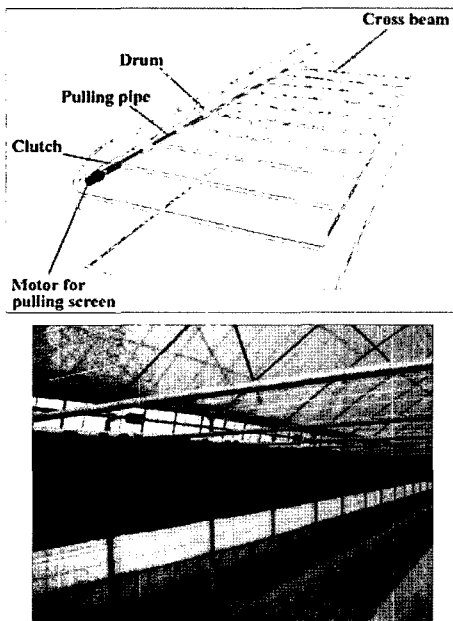 Cross beam
Drum
Pulling pipe
Clutch
Motor for
pulling screen